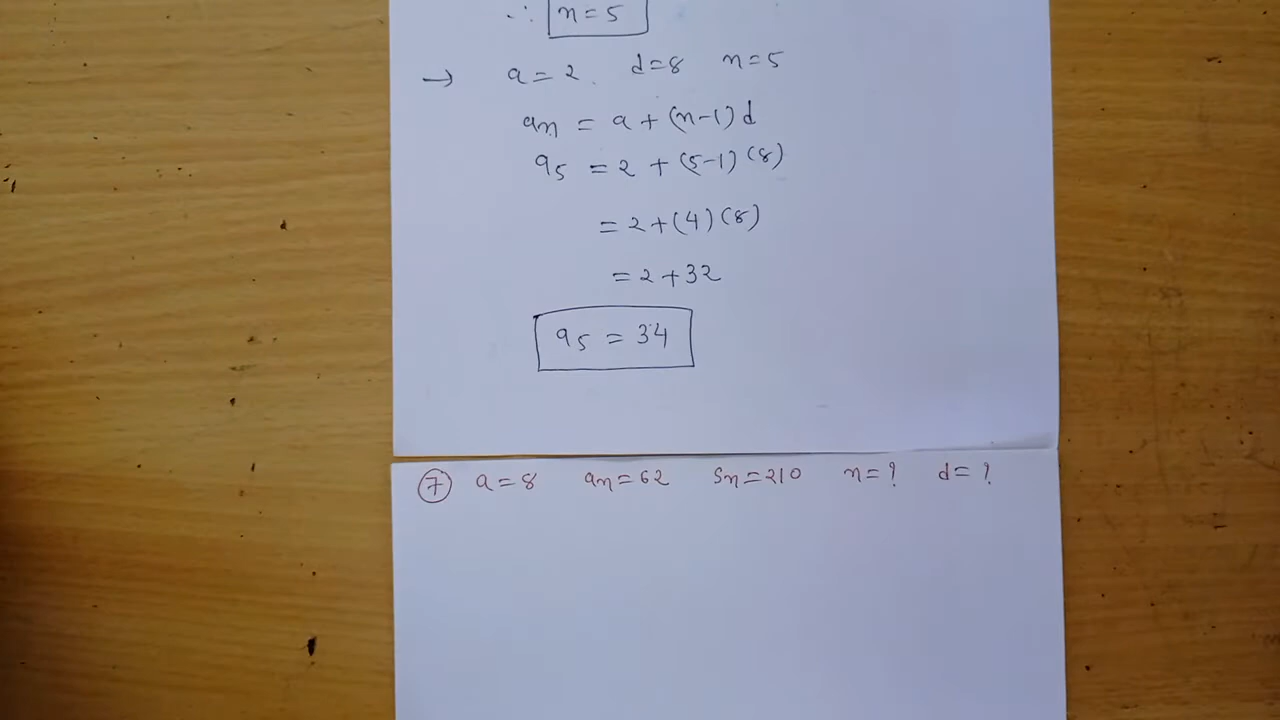 ∴ n = 5
→ a = 2. d = 8 n = 5
an = a + (n-1) d
a5 = 2 + (5-1) (8)
= 2 + (4) (8)
= 2 + 32
a5 = 34
7 a = 8 an = 62 Sn = 210 n = ? d = ?